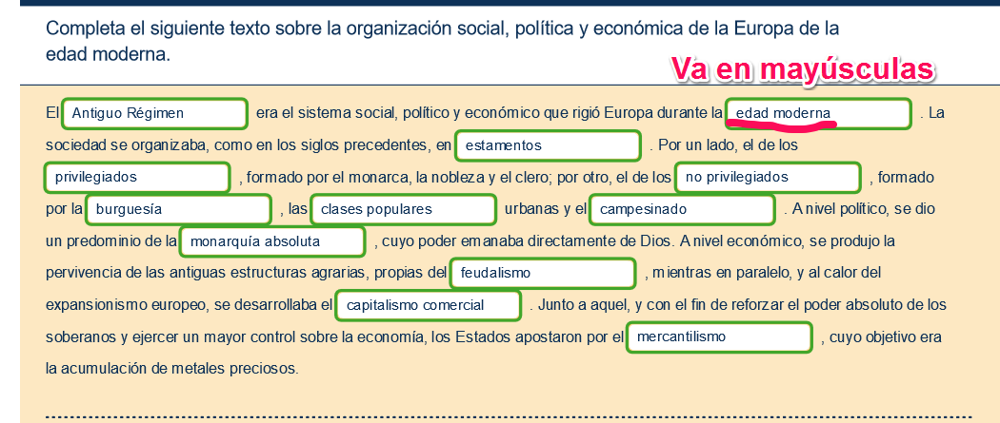 Completa el siguiente texto sobre la organización social, política y económica de la Europa de la
edad moderna.
Va en mayúsculas
El Antiguo Régimen era el sistema social, político y económico que rigió Europa durante la edad moderna . La
sociedad se organizaba, como en los siglos precedentes, en estamentos . Por un lado, el de los
privilegiados , formado por el monarca, la nobleza y el clero; por otro, el de los no privilegiados , formado
por la burguesía , las clases populares urbanas y el campesinado . A nivel político, se dio
un predominio de la monarquía absoluta , cuyo poder emanaba directamente de Dios. A nivel económico, se produjo la
pervivencia de las antiguas estructuras agrarias, propias del feudalismo , mientras en paralelo, y al calor del
expansionismo europeo, se desarrollaba el capitalismo comercial . Junto a aquel, y con el fin de reforzar el poder absoluto de los
soberanos y ejercer un mayor control sobre la economía, los Estados apostaron por el mercantilismo , cuyo objetivo era
la acumulación de metales preciosos.